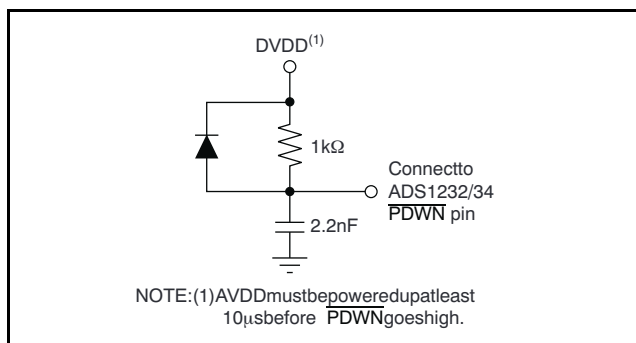 DVDD(1)
1kΩ
Connectto
ADS1232/34
PDWN pin
2.2nF
NOTE:(1)AVDDmustbepoweredupatleast
10μsbefore PDWNgoeshigh.